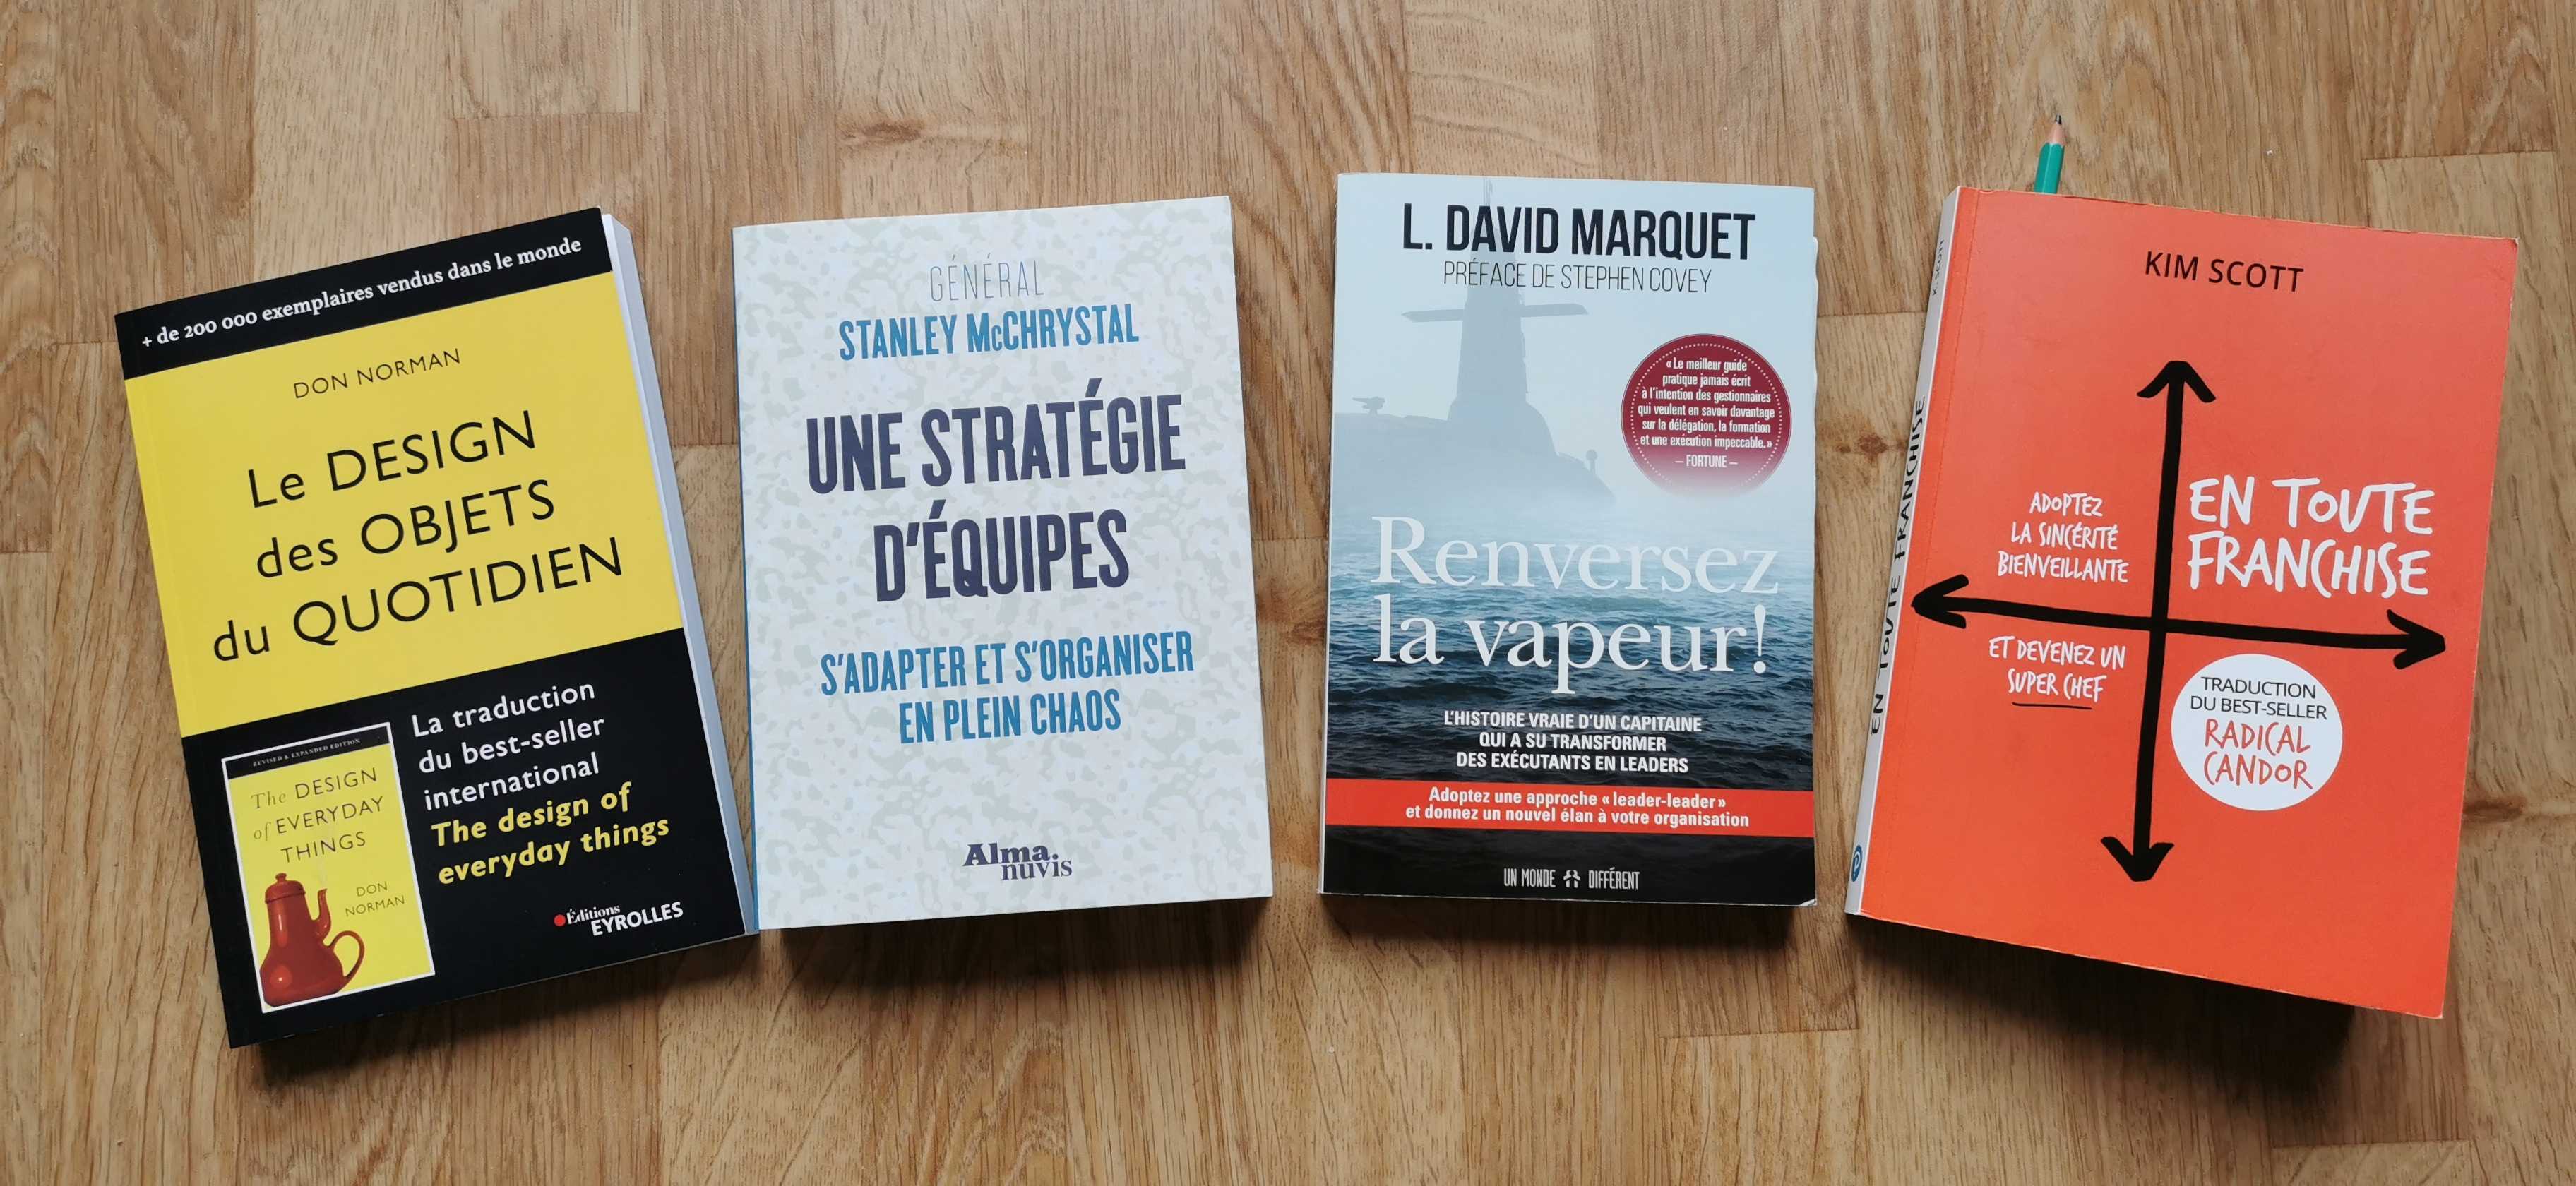 + de 200 000 exemplaires vendus dans le monde
DON NORMAN
Le DESIGN
des OBJETS
du QUOTIDIEN
REVISED & EXPANDED EDITION
The DESIGN
of EVERYDAY
THINGS
DON
NORMAN
La traduction
du best-seller
international
The design of
everyday things
Éditions
EYROLLES
GÉNÉRAL
STANLEY McCHRYSTAL
UNE STRATÉGIE
D'ÉQUIPES
S'ADAPTER ET S'ORGANISER
EN PLEIN CHAOS
Alma.
nuvis
L. DAVID MARQUET
PRÉFACE DE STEPHEN COVEY
« Le meilleur guide
pratique jamais écrit
à l'intention des gestionnaires
qui veulent en savoir davantage
sur la délégation, la formation
et une exécution impeccable. »
– FORTUNE –
Renversez
la vapeur!
L'HISTOIRE VRAIE D'UN CAPITAINE
QUI A SU TRANSFORMER
DES EXÉCUTANTS EN LEADERS
Adoptez une approche « leader-leader »
et donnez un nouvel élan à votre organisation
UN MONDE DIFFÉRENT
K. SCOTT
EN TOUTE FRANCHISE
KIM SCOTT
ADOPTEZ
LA SINCÉRITÉ
BIENVEILLANTE
EN TOUTE
FRANCHISE
ET DEVENEZ UN
SUPER CHEF
TRADUCTION
DU BEST-SELLER
RADICAL
CANDOR